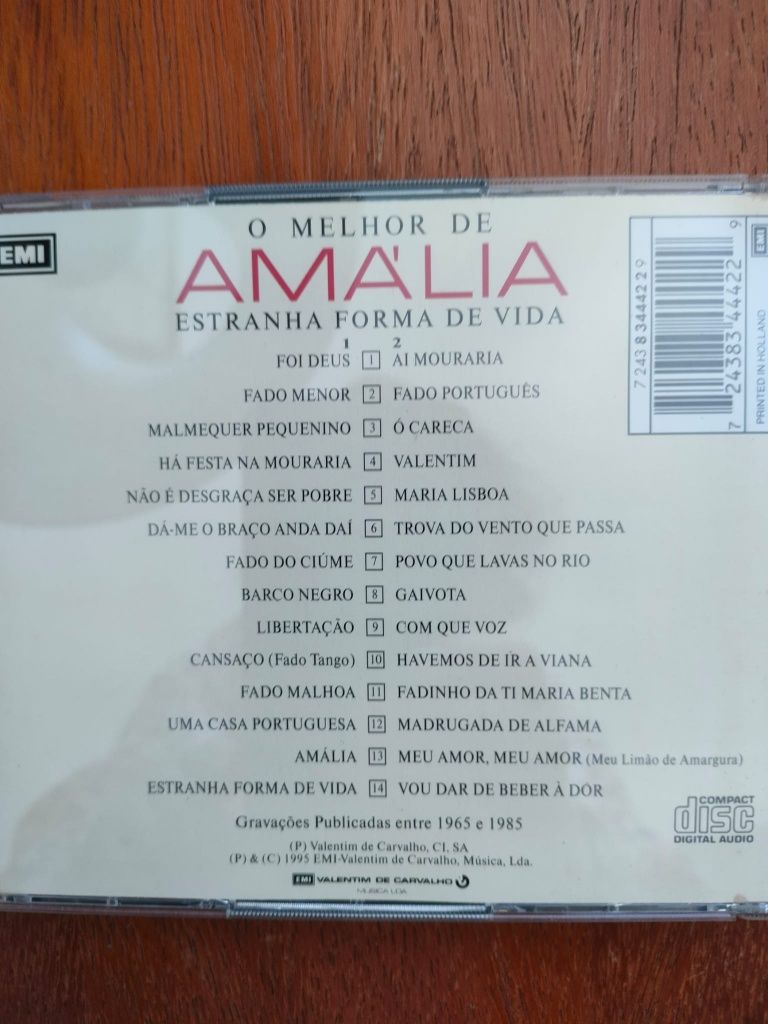 EMI
O MELHOR DE
AMÁLIA
ESTRANHA FORMA DE VIDA
1 2
FOI DEUS 1 AI MOURARIA
FADO MENOR 2 FADO PORTUGUÊS
MALMEQUER PEQUENINO 3 Ó CARECA
HÁ FESTA NA MOURARIA 4 VALENTIM
NÃO É DESGRAÇA SER POBRE 5 MARIA LISBOA
DÁ-ME O BRAÇO ANDA DAÍ 6 TROVA DO VENTO QUE PASSA
FADO DO CIÚME 7 POVO QUE LAVAS NO RIO
BARCO NEGRO 8 GAIVOTA
LIBERTAÇÃO 9 COM QUE VOZ
CANSAÇO (Fado Tango) 10 HAVEMOS DE IR A VIANA
FADO MALHOA 11 FADINHO DA TI MARIA BENTA
UMA CASA PORTUGUESA 12 MADRUGADA DE ALFAMA
AMÁLIA 13 MEU AMOR, MEU AMOR (Meu Limão de Amargura)
ESTRANHA FORMA DE VIDA 14 VOU DAR DE BEBER À DÓR
Gravações Publicadas entre 1965 e 1985
(P) Valentim de Carvalho, CI, SA
(P) & (C) 1995 EMI-Valentim de Carvalho, Música, Lda.
EMI VALENTIM DE CARVALHO
MUSICA LDA
7 24383 44422 9
7 24383 44422 9
EMI
PRINTED IN HOLLAND
COMPACT
disc
DIGITAL AUDIO